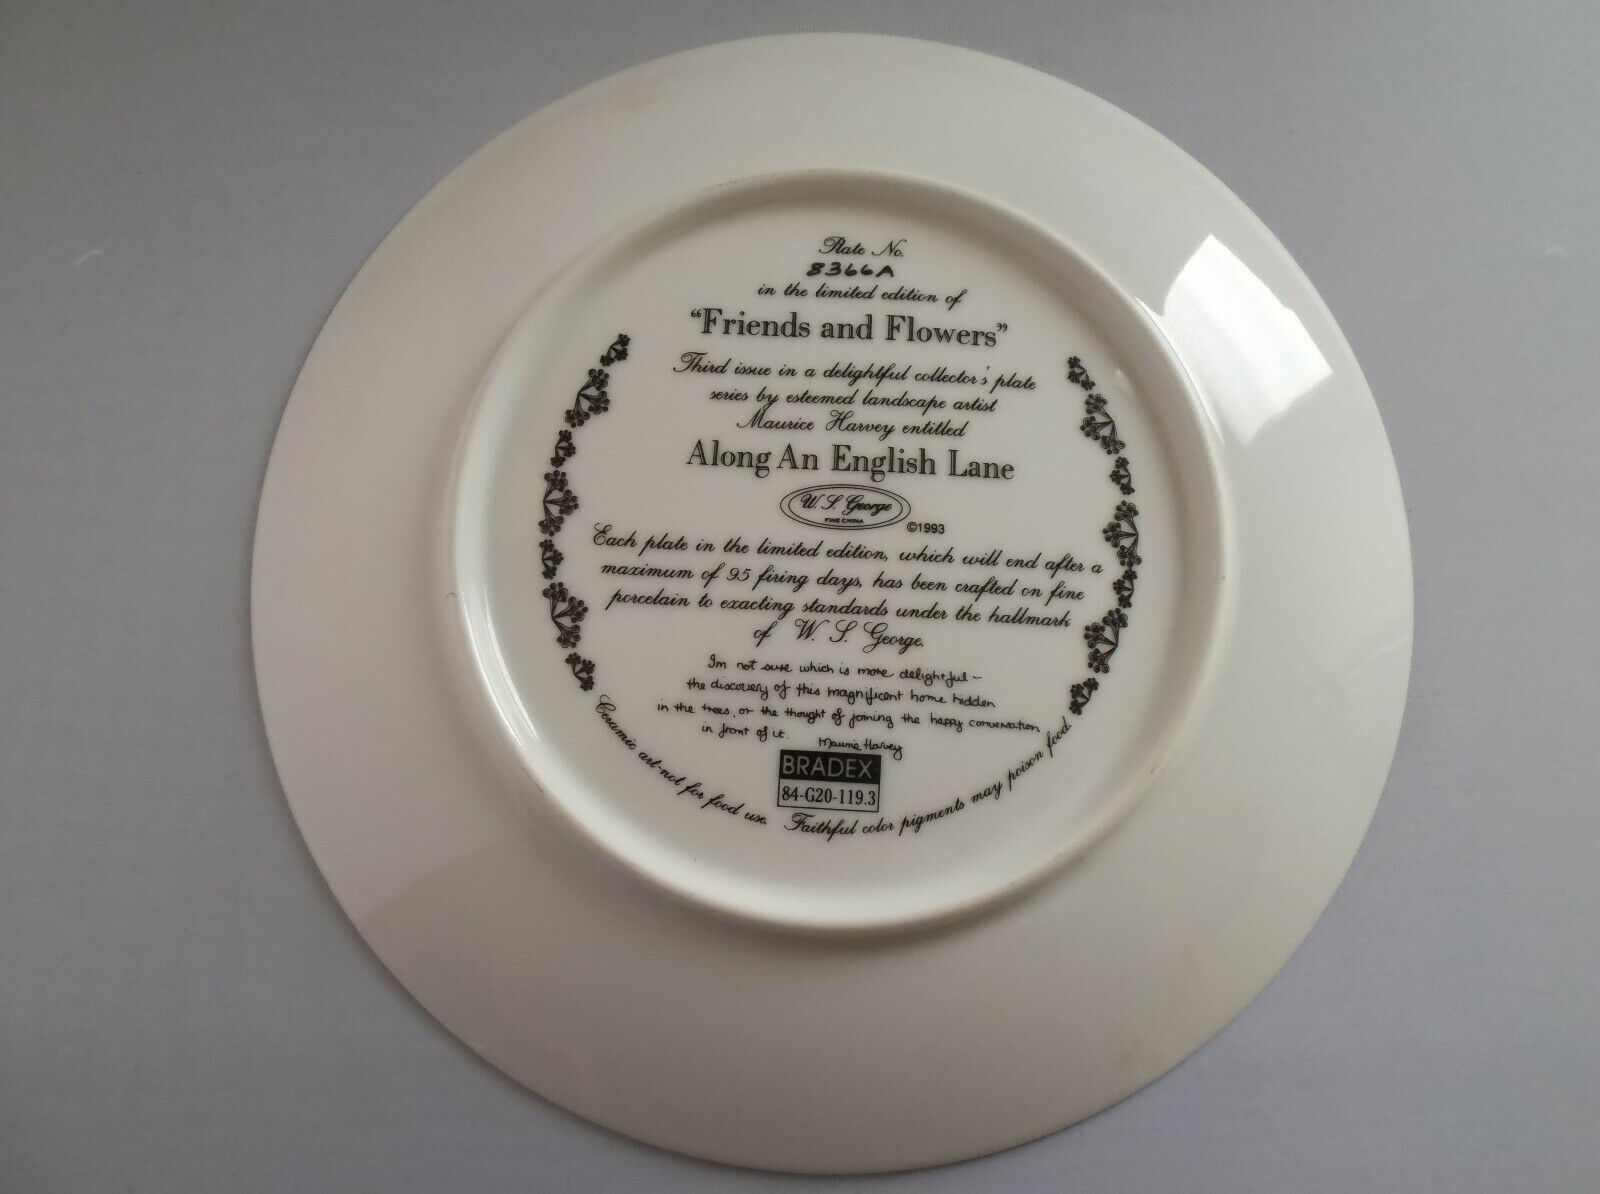 Plate No.
8366A
in the limited edition of
“Friends and Flowers”
Third issue in a delightful collector's plate
series by esteemed landscape artist
Maurice Harvey entitled
Along An English Lane
W. S. George
FINE CHINA
©1993
Each plate in the limited edition, which will end after a
maximum of 95 firing days, has been crafted on fine
porcelain to exacting standards under the hallmark
of W. S. George.
I'm not sure which is more delightful –
the discovery of this magnificent home hidden
in the trees, or the thought of joining the happy conversation
in front of it. Maurice Harvey
BRADEX
84-G20-119.3
Ceramic art-not for food use. Faithful color pigments may poison food